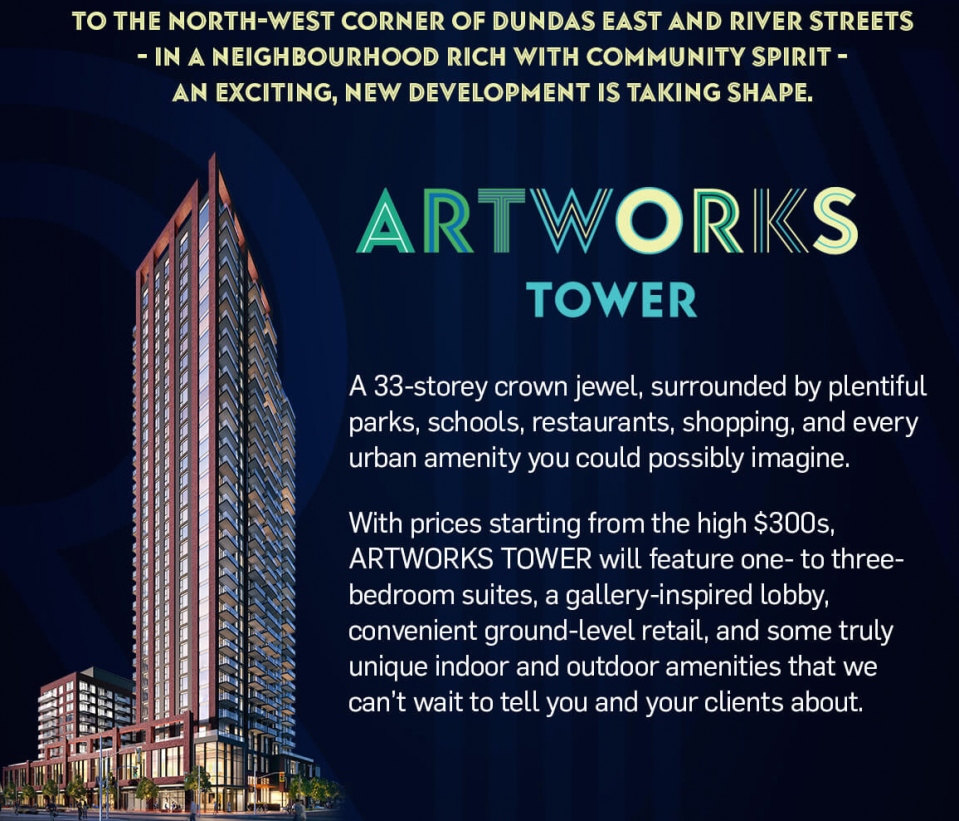 TO THE NORTH-WEST CORNER OF DUNDAS EAST AND RIVER STREETS
- IN A NEIGHBOURHOOD RICH WITH COMMUNITY SPIRIT -
AN EXCITING, NEW DEVELOPMENT IS TAKING SHAPE.
ARTWORKS
TOWER
A 33-storey crown jewel, surrounded by plentiful
parks, schools, restaurants, shopping, and every
urban amenity you could possibly imagine.
With prices starting from the high $300s,
ARTWORKS TOWER will feature one- to three-
bedroom suites, a gallery-inspired lobby,
convenient ground-level retail, and some truly
unique indoor and outdoor amenities that we
can't wait to tell you and your clients about.